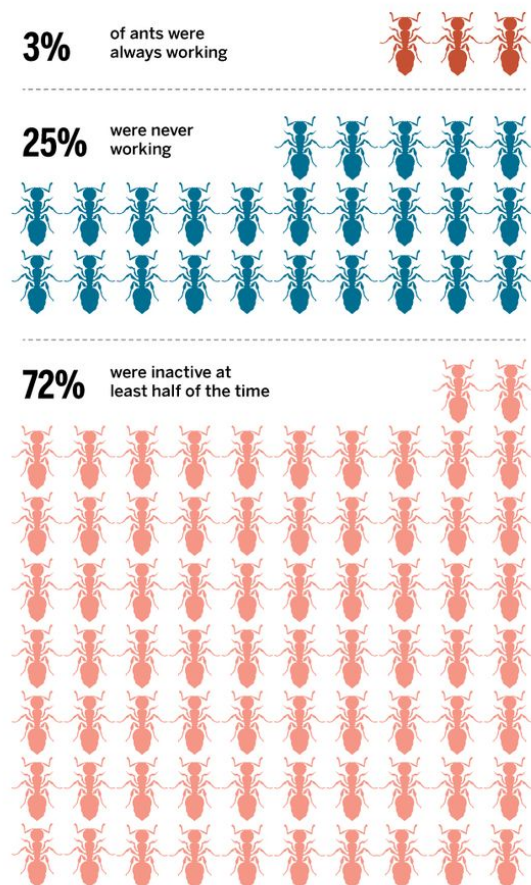 3%
of ants were
always working
25%
were never
working
72%
were inactive at
least half of the time